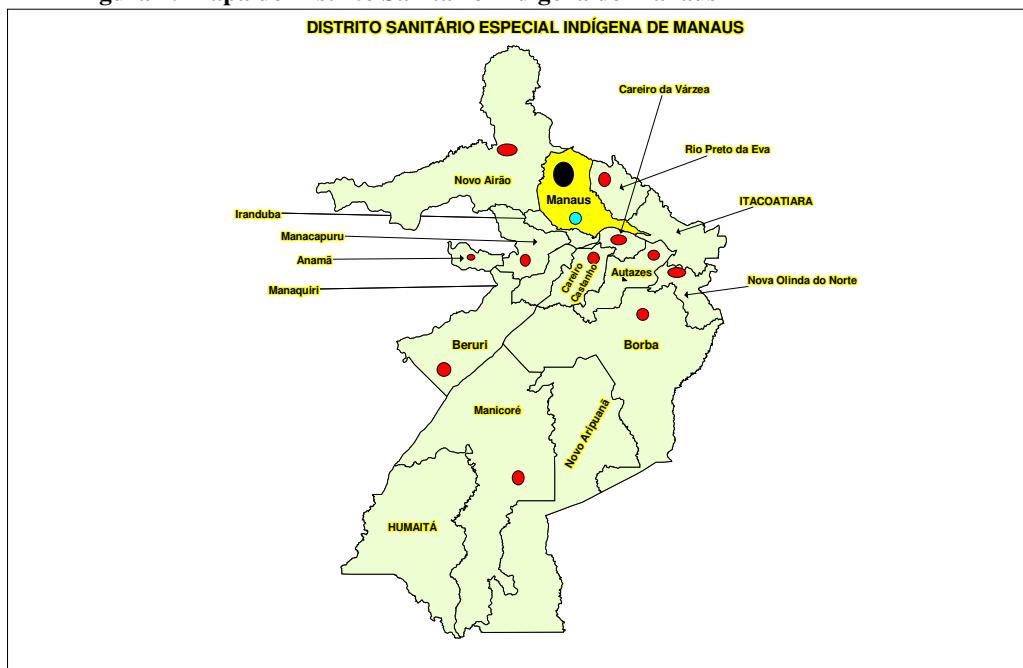 DISTRITO SANITÁRIO ESPECIAL INDÍGENA DE MANAUS
Careiro da Várzea
Rio Preto da Eva
Novo Airão
Manaus
ITACOATIARA
Iranduba
Manacapuru
Anamã
Careiro
Castanho
Autazes
Nova Olinda do Norte
Manaquiri
Beruri
Borba
Manicoré
Novo Aripuanã
HUMAITÁ